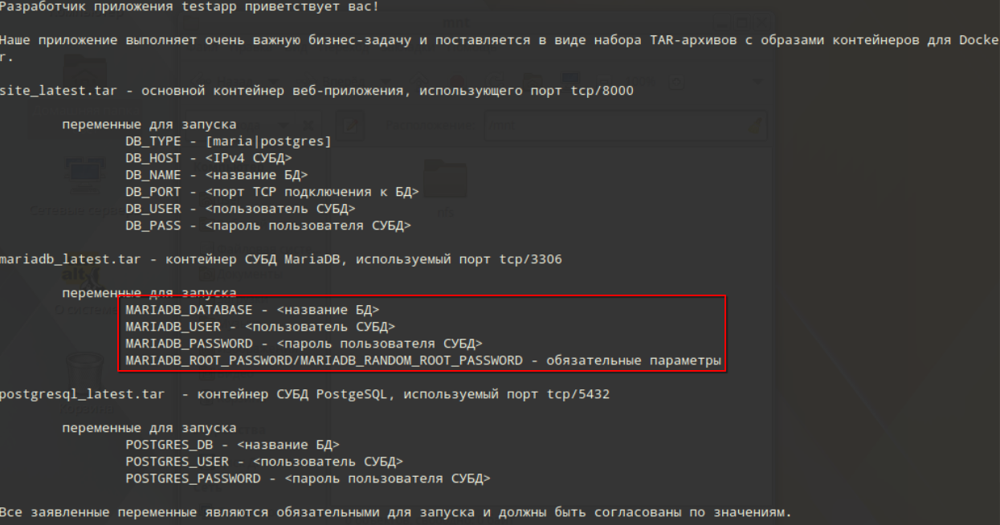 Разработчик приложения testapp приветствует вас!
Наше приложение выполняет очень важную бизнес-задачу и поставляется в виде набора TAR-архивов с образами контейнеров для Docke
r.
site_latest.tar - основной контейнер веб-приложения, использующего порт tcp/8000
переменные для запуска
DB_TYPE - [maria|postgres]
DB_HOST - <IPv4 СУБД>
DB_NAME - <название БД>
DB_PORT - <порт TCP подключения к БД>
DB_USER - <пользователь СУБД>
DB_PASS - <пароль пользователя СУБД>
mariadb_latest.tar - контейнер СУБД MariaDB, используемый порт tcp/3306
переменные для запуска
MARIADB_DATABASE - <название БД>
MARIADB_USER - <пользователь СУБД>
MARIADB_PASSWORD - <пароль пользователя СУБД>
MARIADB_ROOT_PASSWORD/MARIADB_RANDOM_ROOT_PASSWORD - обязательные параметры
postgresql_latest.tar  - контейнер СУБД PostgeSQL, используемый порт tcp/5432
переменные для запуска
POSTGRES_DB - <название БД>
POSTGRES_USER - <пользователь СУБД>
POSTGRES_PASSWORD - <пароль пользователя СУБД>
Все заявленные переменные являются обязательными для запуска и должны быть согласованы по значениям.